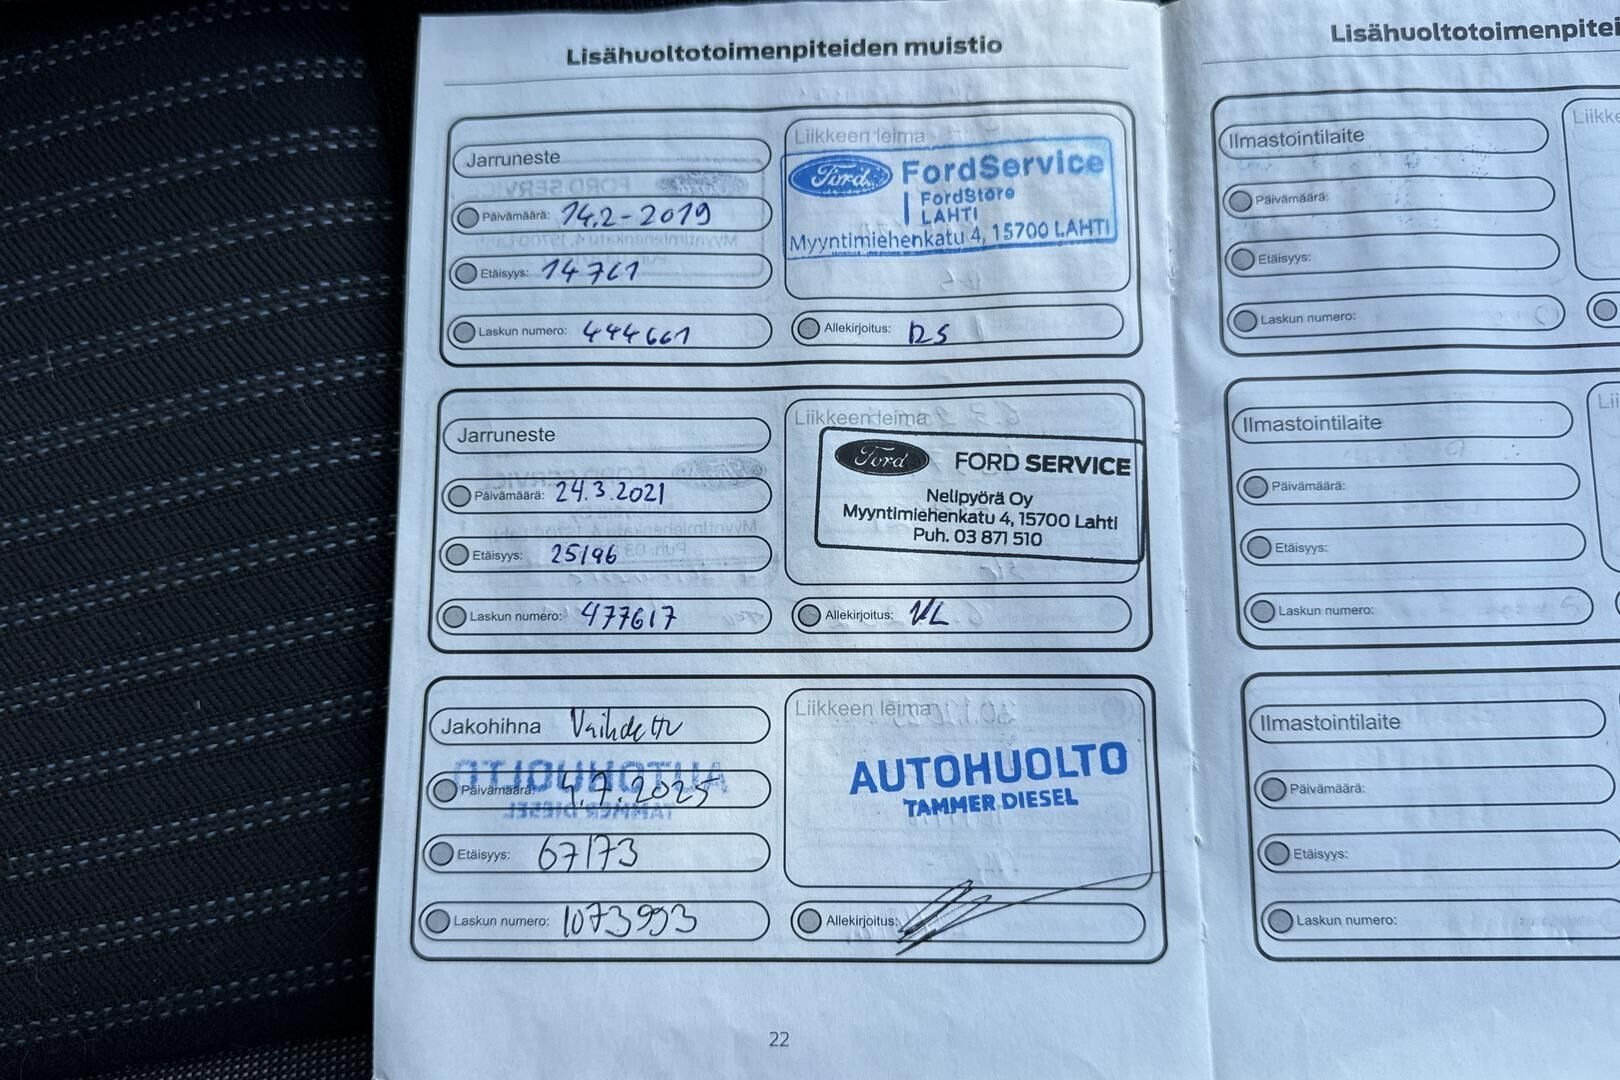 Lisähuoltotoimenpiteiden muistio
Jarruneste
Päivämäärä: 14.2-2019
Etäisyys: 14761
Laskun numero: 444661
Liikkeen leima
Ford FordService
FordStore
LAHTI
Myyntimiehenkatu 4, 15700 LAHTI
Allekirjoitus: RS
Jarruneste
Päivämäärä: 24.3.2021
Etäisyys: 25196
Laskun numero: 477617
Liikkeen leima
Ford FORD SERVICE
Nelipyörä Oy
Myyntimiehenkatu 4, 15700 Lahti
Puh. 03 871 510
Allekirjoitus: VL
Jakohihna Vaihdettu
Päivämäärä: 4.7.2025
Etäisyys: 67173
Laskun numero: 1073993
Liikkeen leima
AUTOHUOLTO
TAMMER DIESEL
Allekirjoitus:
22
Lisähuoltotoimenpitei
Ilmastointilaite
Päivämäärä:
Etäisyys:
Laskun numero:
Liikke
Ilmastointilaite
Päivämäärä:
Etäisyys:
Laskun numero:
Lii
Ilmastointilaite
Päivämäärä:
Etäisyys:
Laskun numero: